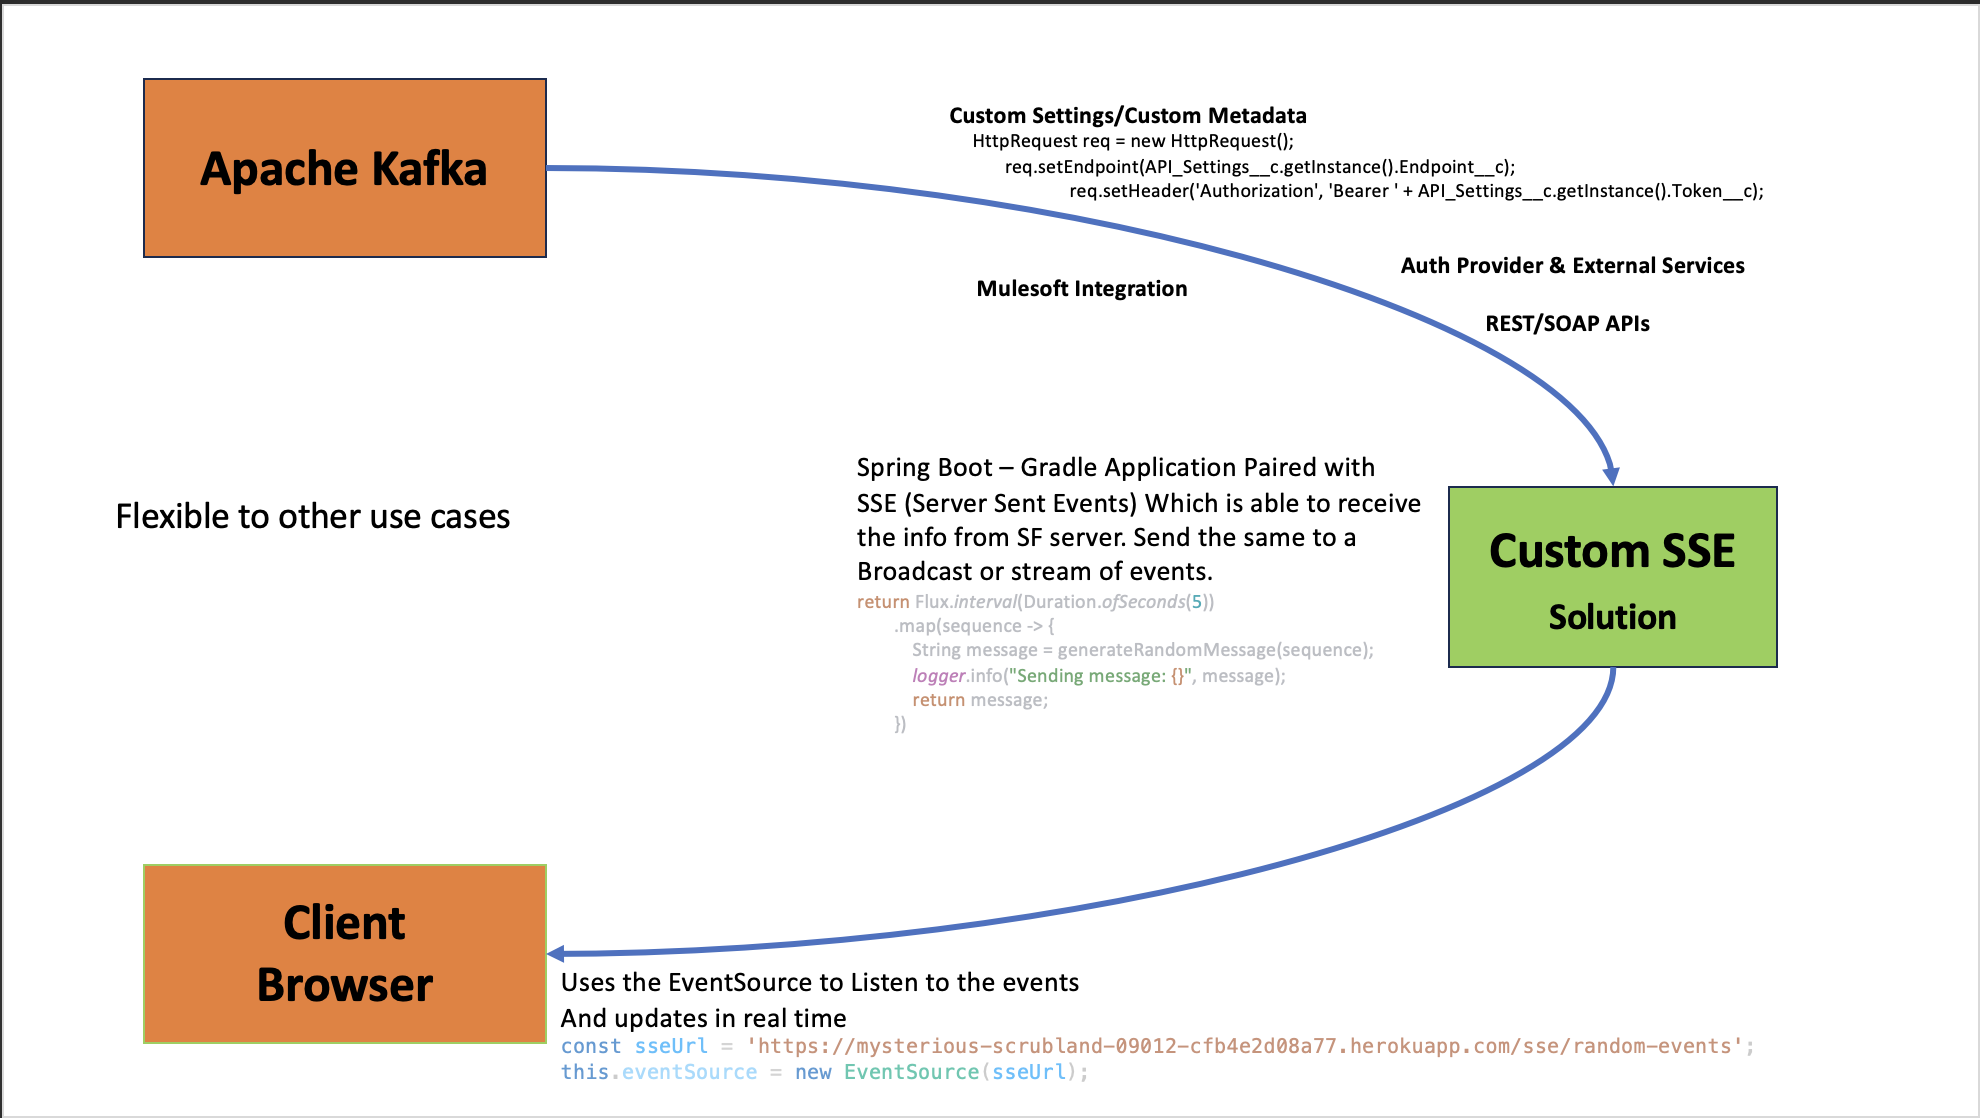 Apache Kafka
Custom Settings/Custom Metadata
HttpRequest req = new HttpRequest();
req.setEndpoint(API_Settings__c.getInstance().Endpoint__c);
req.setHeader('Authorization', 'Bearer ' + API_Settings__c.getInstance().Token__c);
Auth Provider & External Services
Mulesoft Integration
REST/SOAP APIs
Flexible to other use cases
Spring Boot – Gradle Application Paired with
SSE (Server Sent Events) Which is able to receive
the info from SF server. Send the same to a
Broadcast or stream of events.
return Flux.interval(Duration.ofSeconds(5))
.map(sequence -> {
String message = generateRandomMessage(sequence);
logger.info("Sending message: {}", message);
return message;
})
Custom SSE
Solution
Client
Browser
Uses the EventSource to Listen to the events
And updates in real time
const sseUrl = 'https://mysterious-scrubland-09012-cfb4e2d08a77.herokuapp.com/sse/random-events';
this.eventSource = new EventSource(sseUrl);